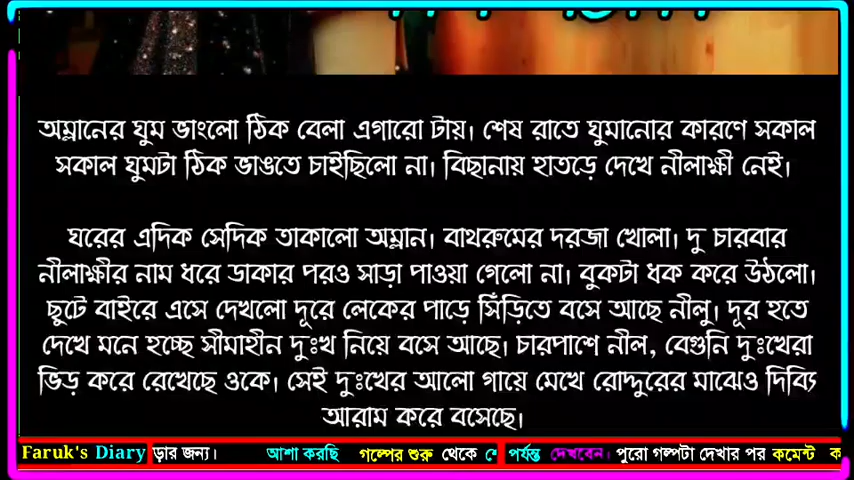 অম্লানের ঘুম ভাংলো ঠিক বেলা এগারো টায়। শেষ রাতে ঘুমানোর কারণে সকাল
সকাল ঘুমটা ঠিক ভাঙতে চাইছিলো না। বিছানায় হাতড়ে দেখে নীলাক্ষী নেই।
ঘরের এদিক সেদিক তাকালো অম্লান। বাথরুমের দরজা খোলা। দু চারবার
নীলাক্ষীর নাম ধরে ডাকার পরও সাড়া পাওয়া গেলো না। বুকটা ধক করে উঠলো।
ছুটে বাইরে এসে দেখলো দূরে লেকের পাড়ে সিঁড়িতে বসে আছে নীলু। দূর হতে
দেখে মনে হচ্ছে সীমাহীন দুঃখ নিয়ে বসে আছে। চারপাশে নীল, বেগুনি দুঃখেরা
ভিড় করে রেখেছে ওকে। সেই দুঃখের আলো গায়ে মেখে রোদ্দুরের মাঝেও দিব্যি
আরাম করে বসেছে।
Faruk's Diary ড়ার জন্য। আশা করছি গল্পের শুরু থেকে পর্যন্ত দেখবেন। পুরো গল্পটা দেখার পর কমেন্ট